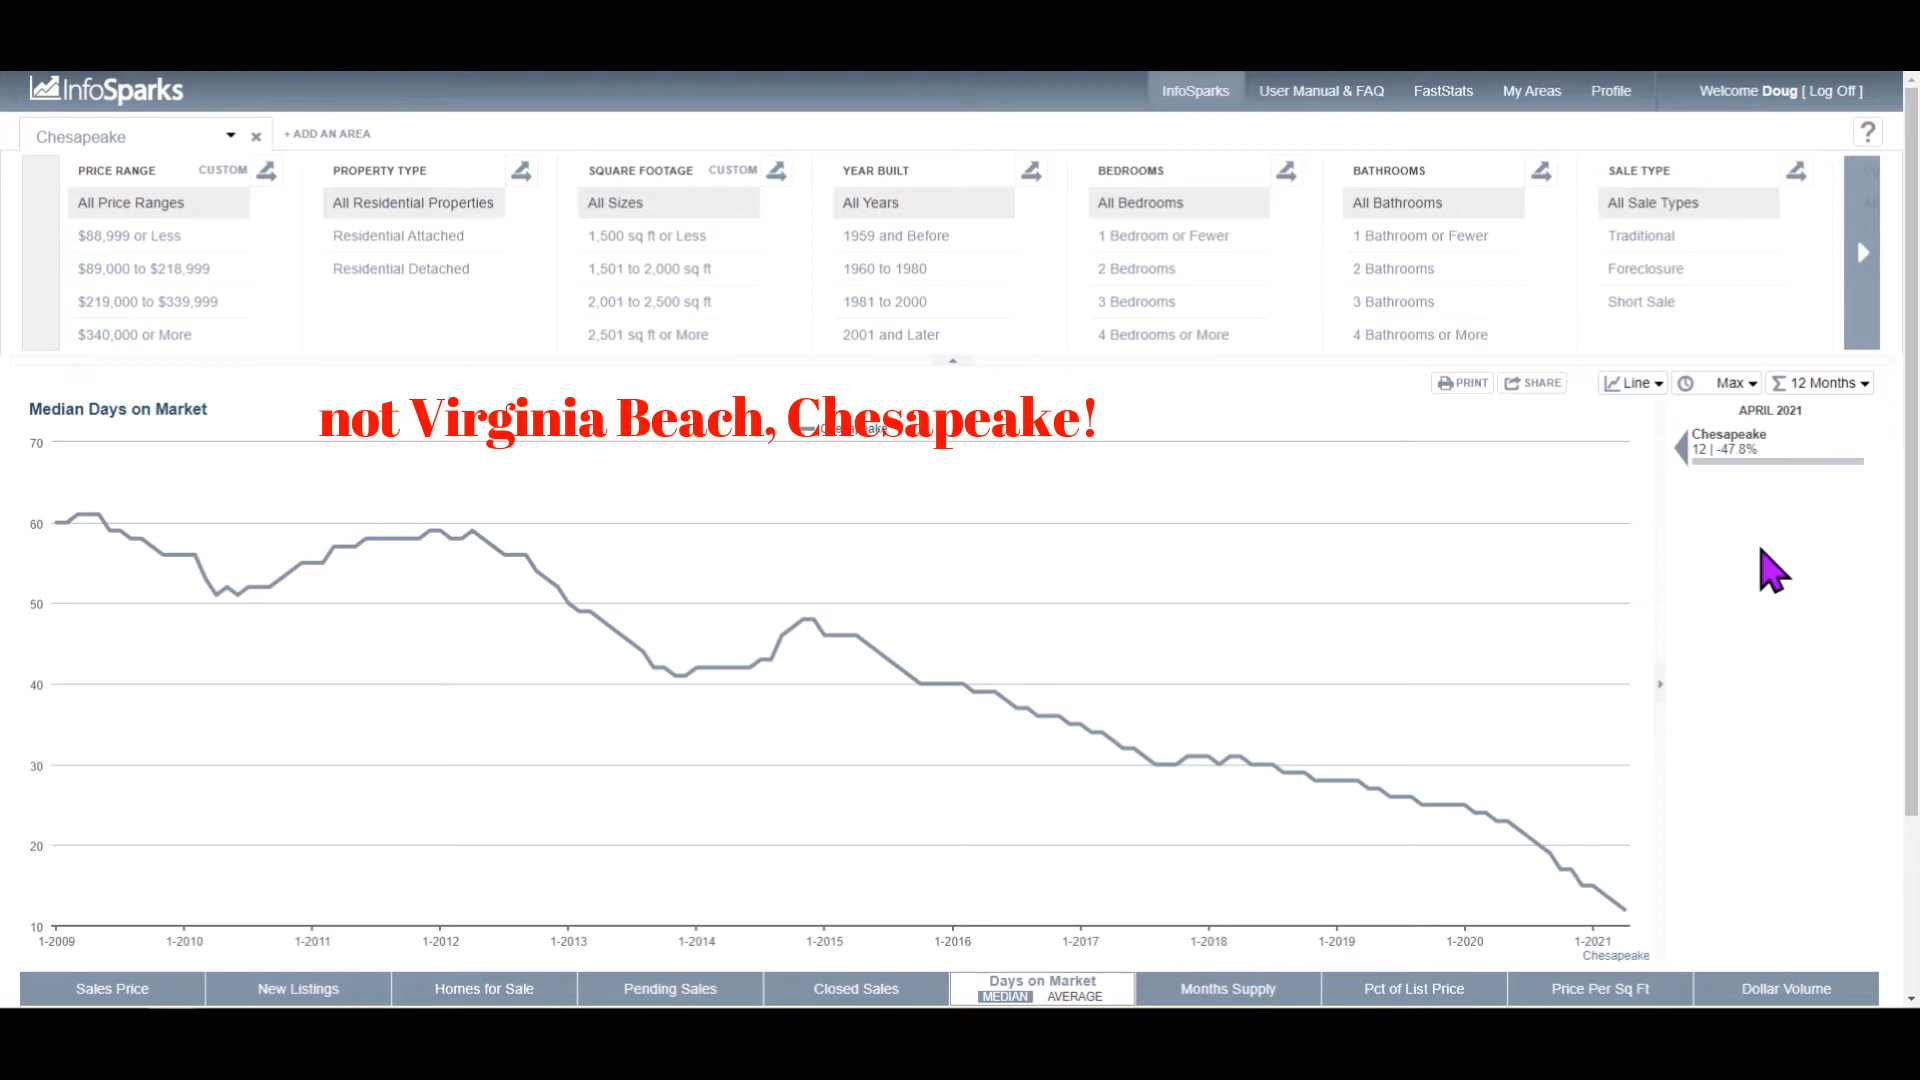 InfoSparks
InfoSparks User Manual & FAQ FastStats My Areas Profile Welcome Doug [ Log Off ]
Chesapeake
+ ADD AN AREA
?
PRICE RANGE CUSTOM
All Price Ranges
$88,999 or Less
$89,000 to $218,999
$219,000 to $339,999
$340,000 or More
PROPERTY TYPE
All Residential Properties
Residential Attached
Residential Detached
SQUARE FOOTAGE CUSTOM
All Sizes
1,500 sq ft or Less
1,501 to 2,000 sq ft
2,001 to 2,500 sq ft
2,501 sq ft or More
YEAR BUILT
All Years
1959 and Before
1960 to 1980
1981 to 2000
2001 and Later
BEDROOMS
All Bedrooms
1 Bedroom or Fewer
2 Bedrooms
3 Bedrooms
4 Bedrooms or More
BATHROOMS
All Bathrooms
1 Bathroom or Fewer
2 Bathrooms
3 Bathrooms
4 Bathrooms or More
SALE TYPE
All Sale Types
Traditional
Foreclosure
Short Sale
PRINT SHARE Line Max 12 Months
Median Days on Market
not Virginia Beach, Chesapeake!
Chesapeake
APRIL 2021
Chesapeake
12 | -47.8%
70
60
50
40
30
20
10
1-2009 1-2010 1-2011 1-2012 1-2013 1-2014 1-2015 1-2016 1-2017 1-2018 1-2019 1-2020 1-2021
Chesapeake
Sales Price New Listings Homes for Sale Pending Sales Closed Sales Days on Market Months Supply Pct of List Price Price Per Sq Ft Dollar Volume
MEDIAN AVERAGE